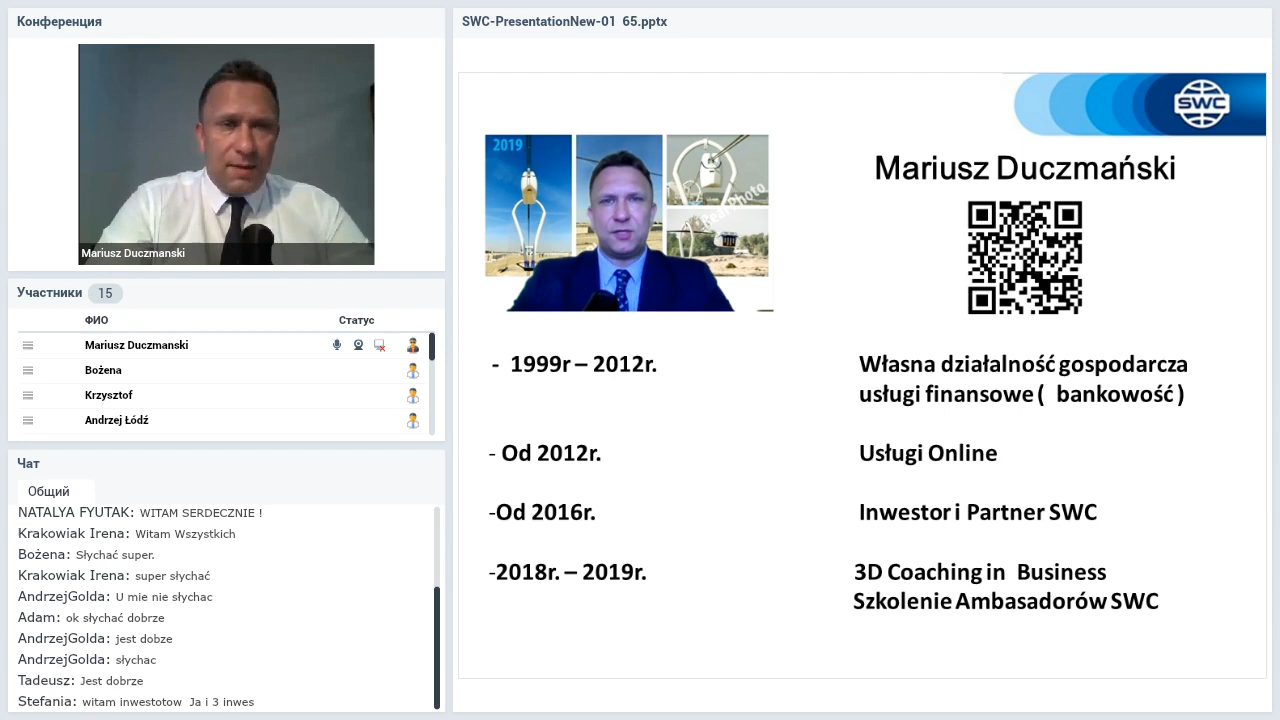 Конференция
Mariusz Duczmanski
Участники 15
ФИО Статус
Mariusz Duczmanski
Bożena
Krzysztof
Andrzej Łódź
Чат
Общий
NATALYA FYUTAK: WITAM SERDECZNIE !
Krakowiak Irena: Witam Wszystkich
Bożena: Słychać super.
Krakowiak Irena: super słychać
AndrzejGolda: U mie nie słychac
Adam: ok słychać dobrze
AndrzejGolda: jest dobze
AndrzejGolda: słychac
Tadeusz: Jest dobrze
Stefania: witam inwestotow Ja i 3 inwes
SWC-PresentationNew-01 65.pptx
SWC
2019
Real Photo
Mariusz Duczmański
- 1999r – 2012r. Własna działalność gospodarcza
usługi finansowe ( bankowość )
- Od 2012r. Usługi Online
-Od 2016r. Inwestor i Partner SWC
-2018r. – 2019r. 3D Coaching in Business
Szkolenie Ambasadorów SWC